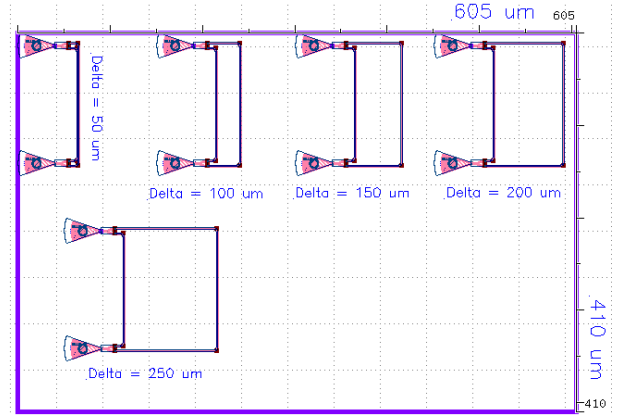 605 um
605
Delta = 50 um
Delta = 100 um
Delta = 150 um
Delta = 200 um
410 um
Delta = 250 um
410